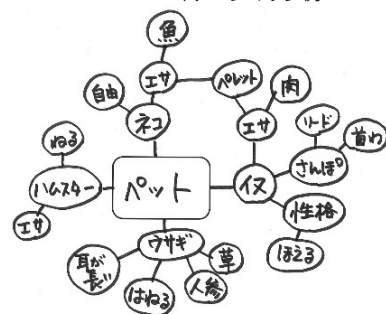 魚
エサ
ペレット
肉
自由
ネコ
エサ
リード
首わ
ねる
さんぽ
ハムスター
ペット
イヌ
性格
エサ
ウサギ
ほえる
耳が
長い
はねる
人参
草